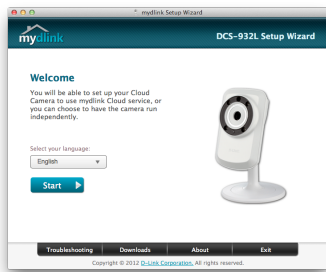 mydlink Setup Wizard
mydlink
DCS-932L Setup Wizard
Welcome
You will be able to set up your Cloud
Camera to use mydlink Cloud service, or
you can choose to have the camera run
independently.
Select your language:
English
Start
Troubleshooting Downloads About Exit
Copyright © 2012 D-Link Corporation. All rights reserved.